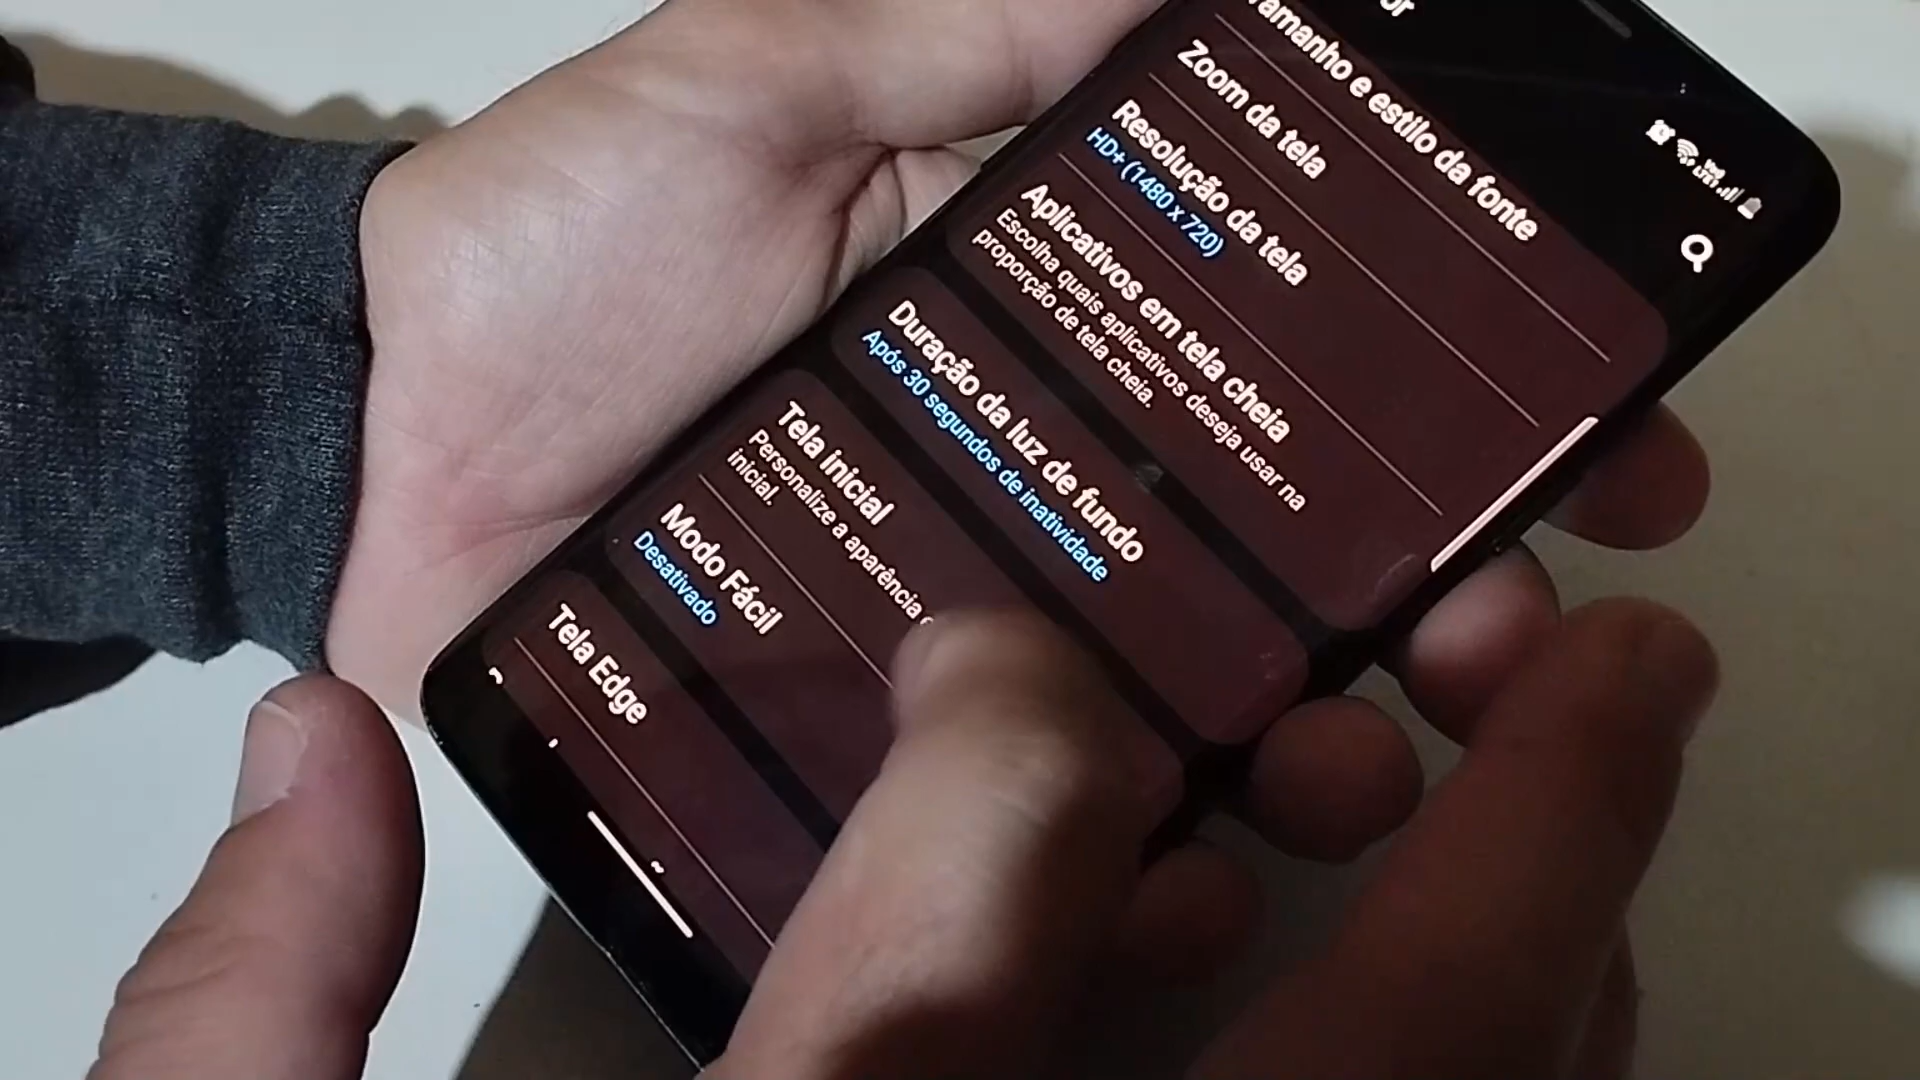 Tamanho e estilo da fonte
Zoom da tela
Resolução da tela
HD+ (1480 x 720)
Aplicativos em tela cheia
Escolha quais aplicativos deseja usar na
proporção de tela cheia.
Duração da luz de fundo
Após 30 segundos de inatividade
Tela inicial
Personalize a aparência
inicial.
Modo Fácil
Desativado
Tela Edge